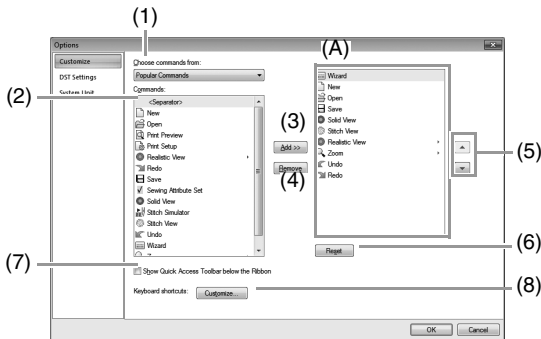 (1)
Options
(A)
Customize
DST Settings
System Unit
Choose commands from:
Popular Commands
Commands:
(2)
<Separator>
New
Open
Print Preview
Print Setup
Realistic View
Redo
Save
Sewing Attribute Set
Solid View
Stitch Simulator
Stitch View
Undo
Wizard
(3)
Add >>
Remove
(4)
Wizard
New
Open
Save
Solid View
Stitch View
Realistic View
Zoom
Undo
Redo
(5)
Reset
(6)
(7)
Show Quick Access Toolbar below the Ribbon
Keyboard shortcuts:
Customize...
(8)
OK
Cancel